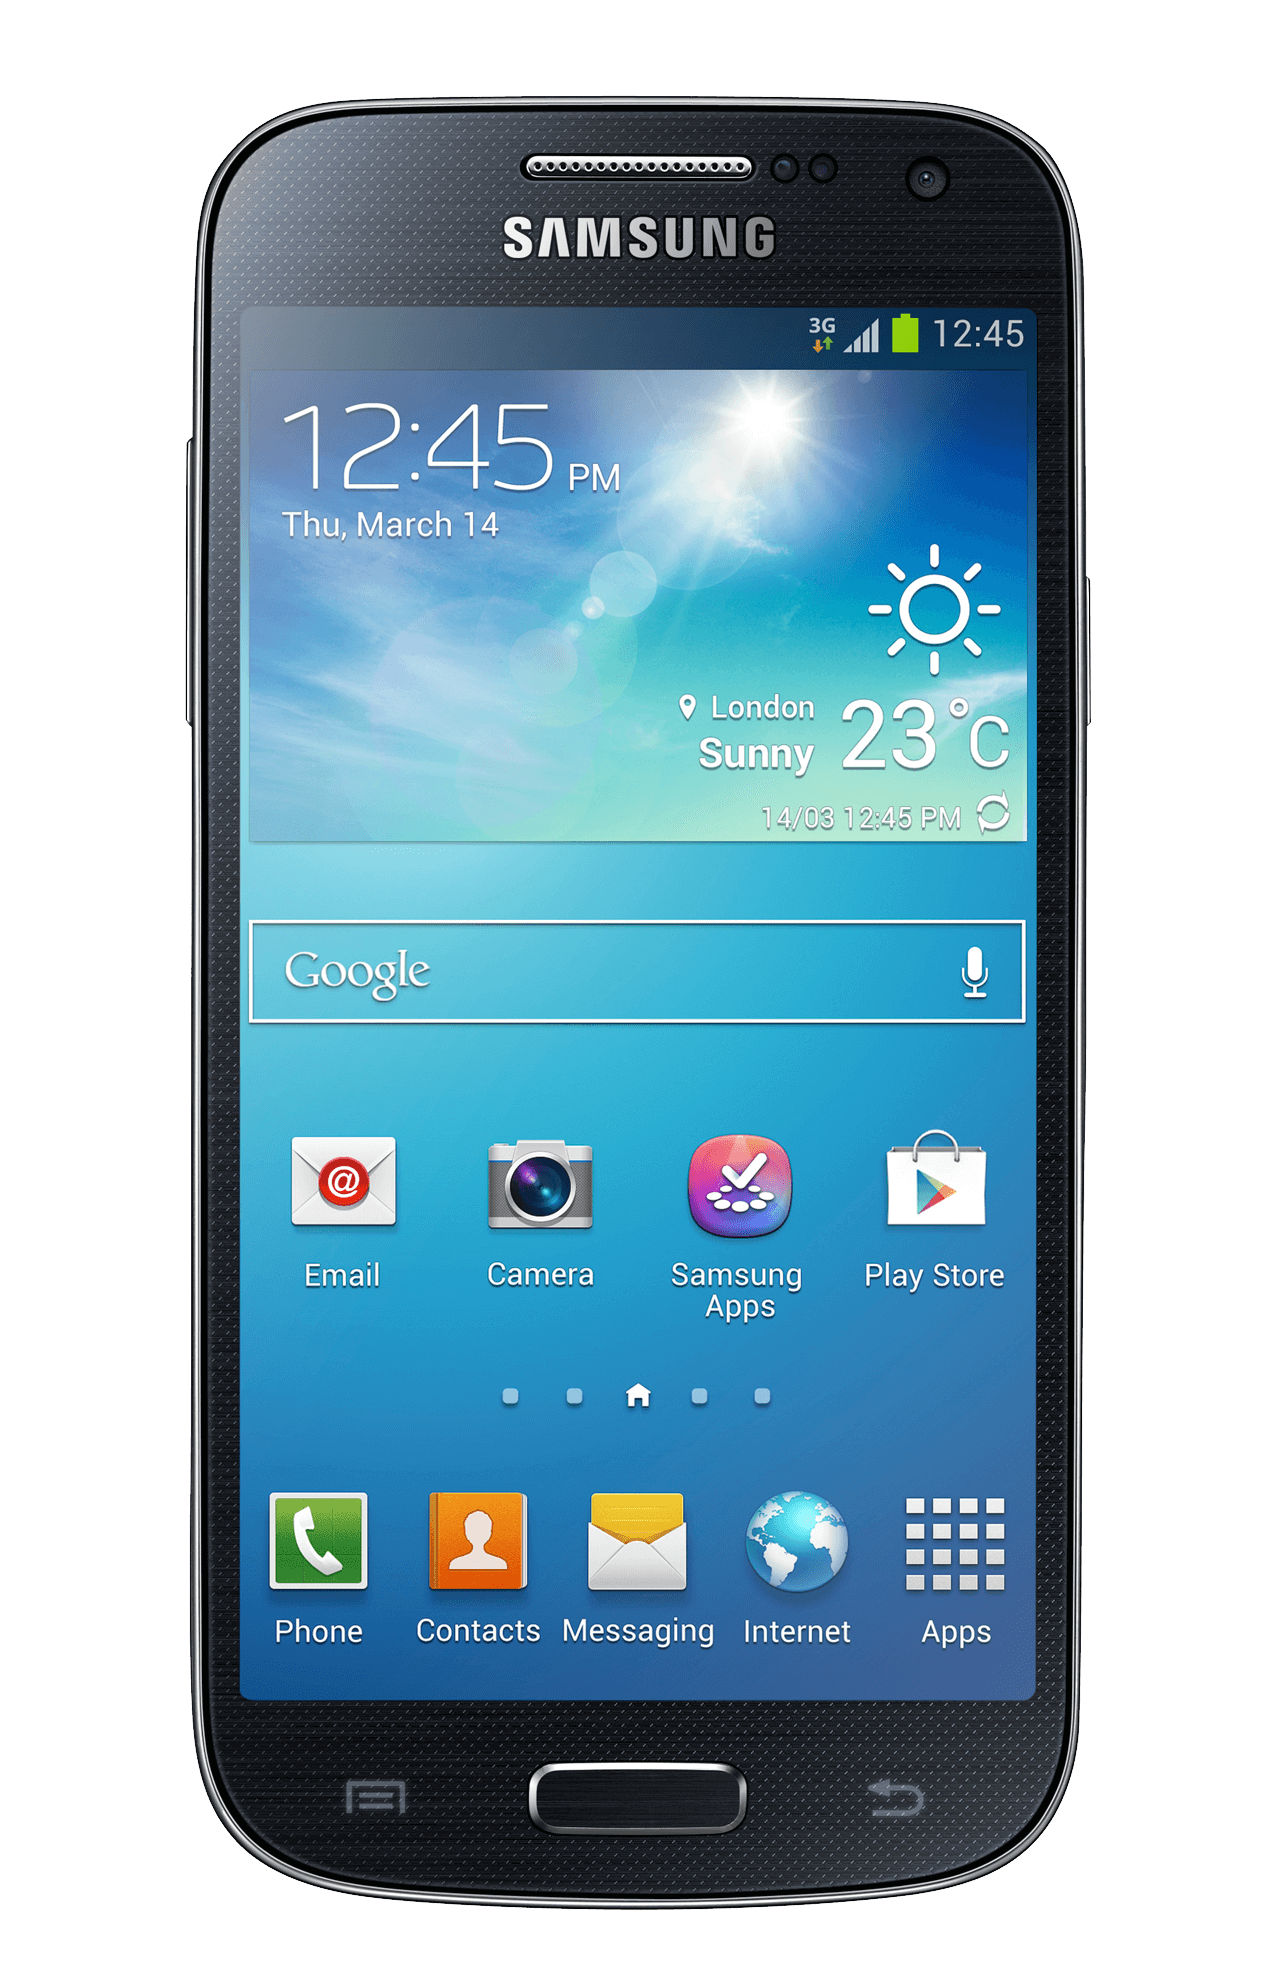 SAMSUNG
3G 12:45
12:45 PM
Thu, March 14
London
Sunny 23°C
14/03 12:45 PM
Google
@
Email Camera Samsung Apps Play Store
Phone Contacts Messaging Internet Apps